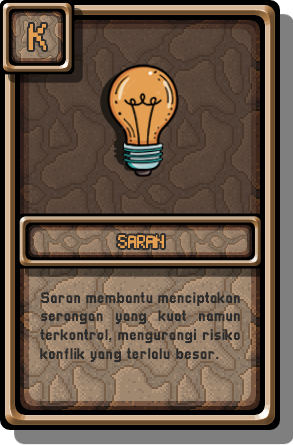 K
SARAN
Saran membantu menciptakan
serangan yang kuat namun
terkontrol, mengurangi risiko
konflik yang terlalu besar.